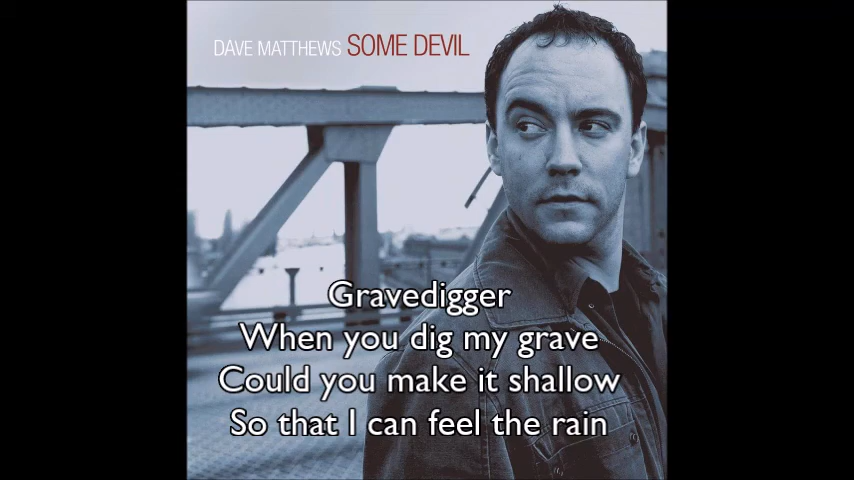 DAVE MATTHEWS SOME DEVIL
Gravedigger
When you dig my grave
Could you make it shallow
So that I can feel the rain